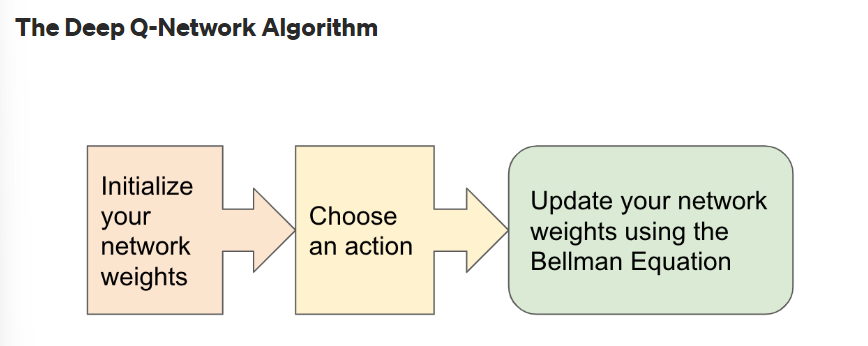 The Deep Q-Network Algorithm
Initialize
your
network
weights
Choose
an action
Update your network
weights using the
Bellman Equation